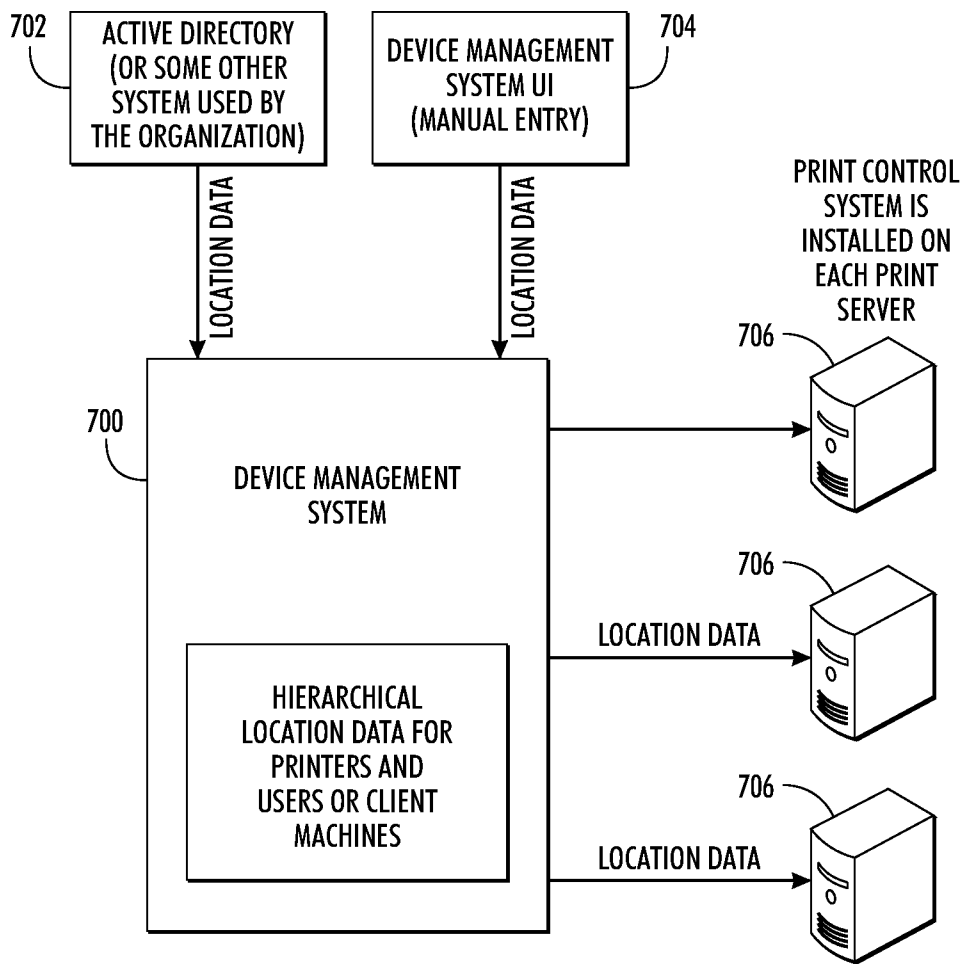 702
ACTIVE DIRECTORY
(OR SOME OTHER
SYSTEM USED BY
THE ORGANIZATION)
DEVICE MANAGEMENT
SYSTEM UI
(MANUAL ENTRY)
704
LOCATION DATA
LOCATION DATA
PRINT CONTROL
SYSTEM IS
INSTALLED ON
EACH PRINT
SERVER
706
700
DEVICE MANAGEMENT
SYSTEM
706
LOCATION DATA
HIERARCHICAL
LOCATION DATA FOR
PRINTERS AND
USERS OR CLIENT
MACHINES
706
LOCATION DATA